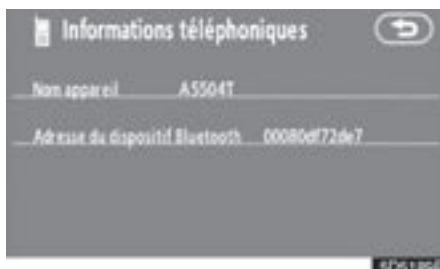 Informations téléphoniques
Nom appareil A5504T
Adresse du dispositif Bluetooth 00080df72de7